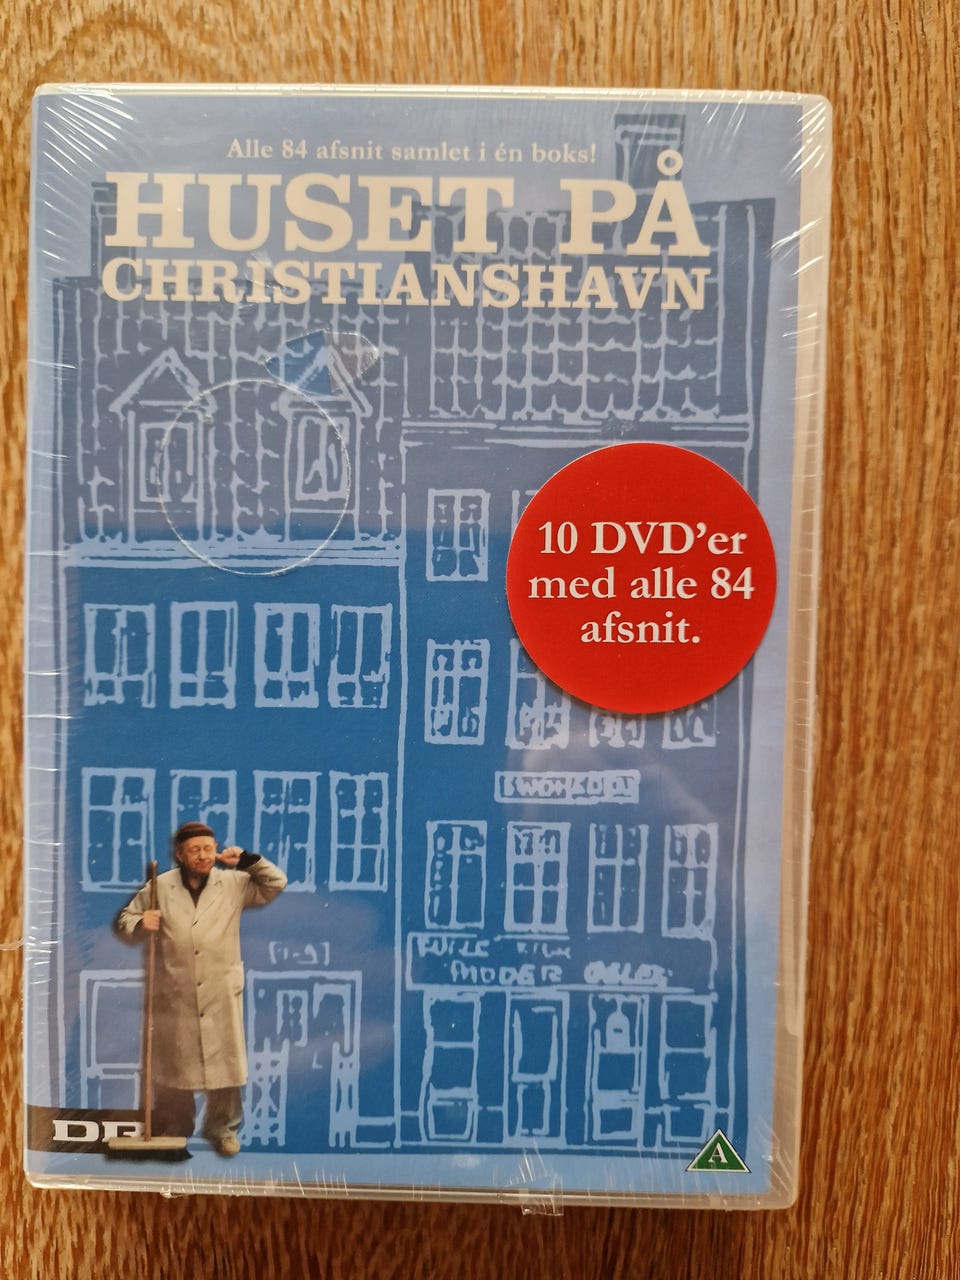 Alle 84 afsnit samlet i én boks!
HUSET PÅ
CHRISTIANSHAVN
10 DVD'er
med alle 84
afsnit.
DR
A